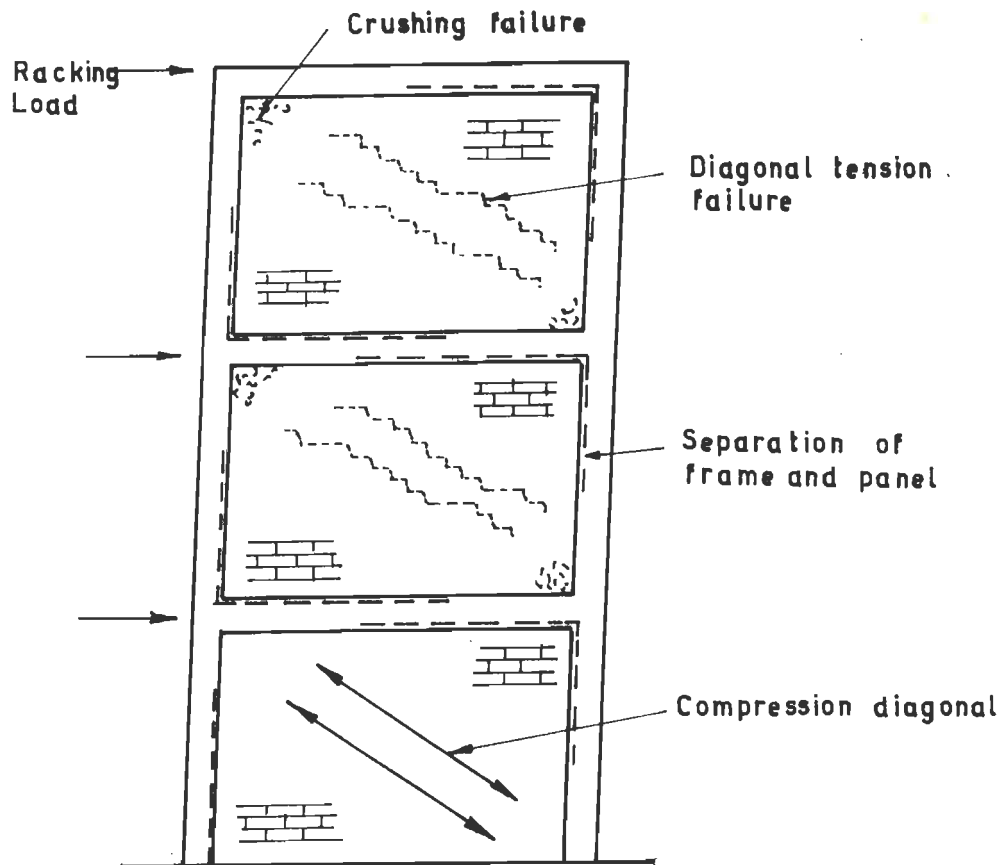 Crushing failure
Racking
Load
Diagonal tension
failure
Separation of
frame and panel
Compression diagonal